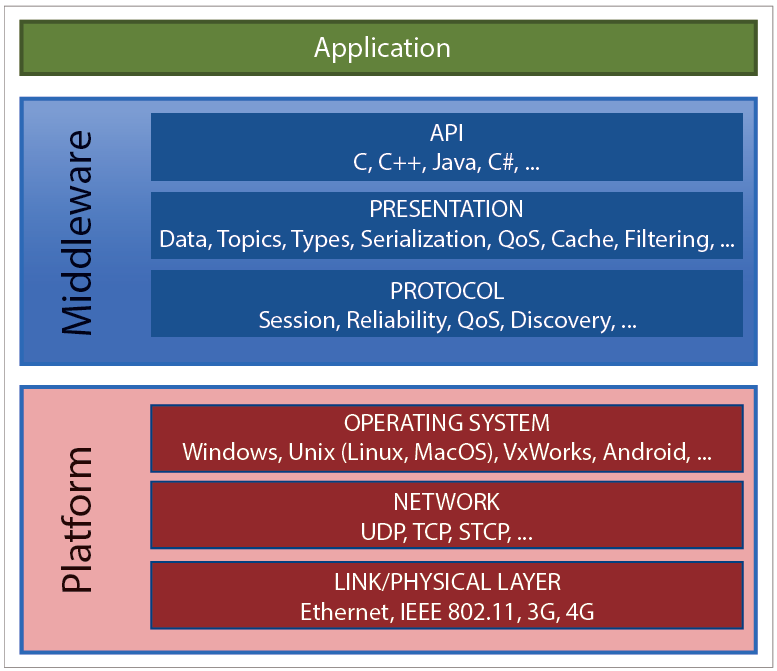 Application
Middleware
API
C, C++, Java, C#, ...
PRESENTATION
Data, Topics, Types, Serialization, QoS, Cache, Filtering, ...
PROTOCOL
Session, Reliability, QoS, Discovery, ...
Platform
OPERATING SYSTEM
Windows, Unix (Linux, MacOS), VxWorks, Android, ...
NETWORK
UDP, TCP, STCP, ...
LINK/PHYSICAL LAYER
Ethernet, IEEE 802.11, 3G, 4G